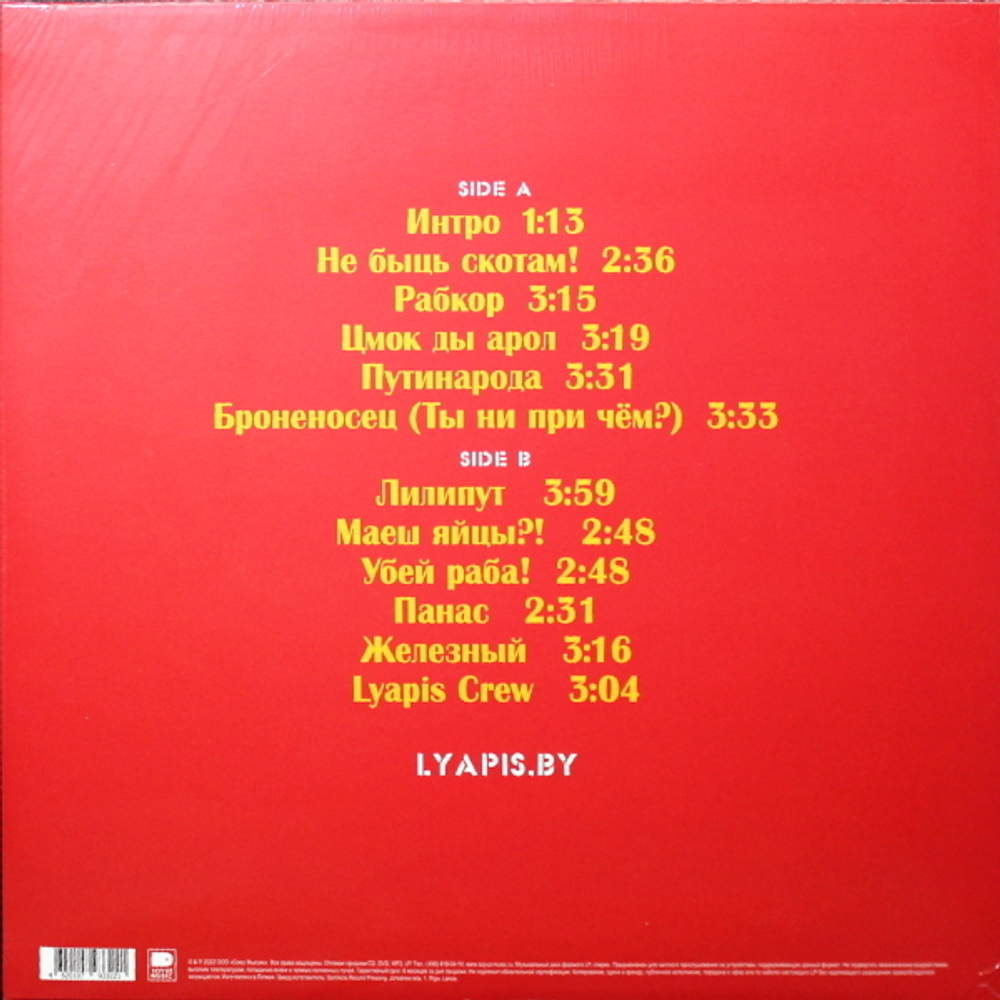 SIDE A
Интро 1:13
Не быць скотам! 2:36
Рабкор 3:15
Цмок ды арол 3:19
Путинарода 3:31
Броненосец (Ты ни при чём?) 3:33
SIDE B
Лилипут 3:59
Маеш яйцы?! 2:48
Убей раба! 2:48
Панас 2:31
Железный 3:16
Lyapis Crew 3:04
LYAPIS.BY